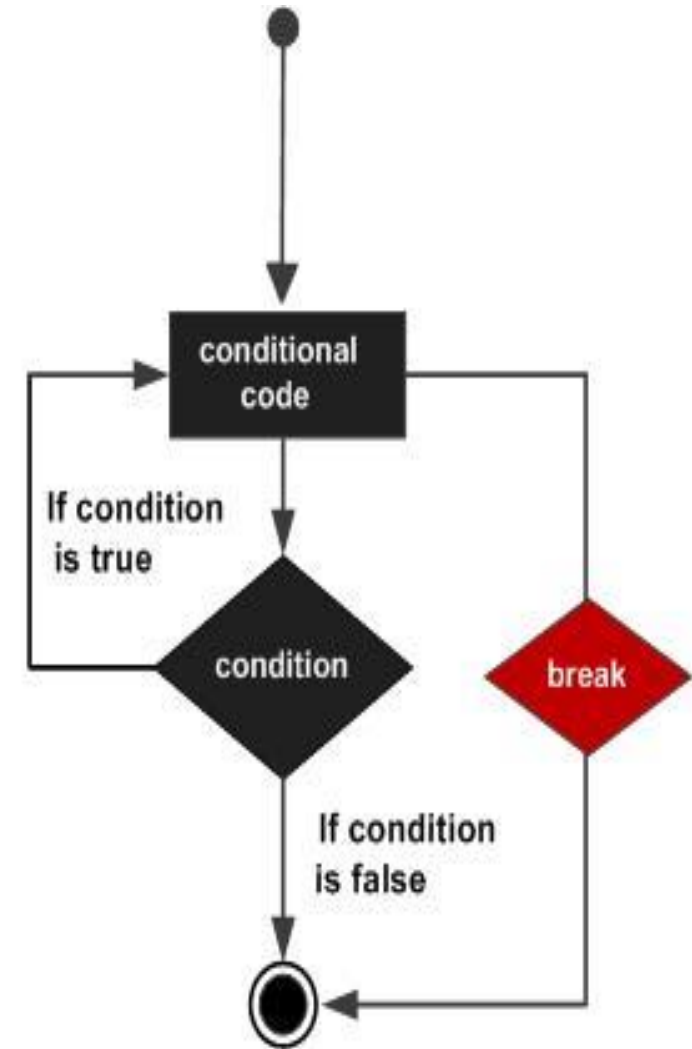 conditional
code
If condition
is true
condition
break
If condition
is false